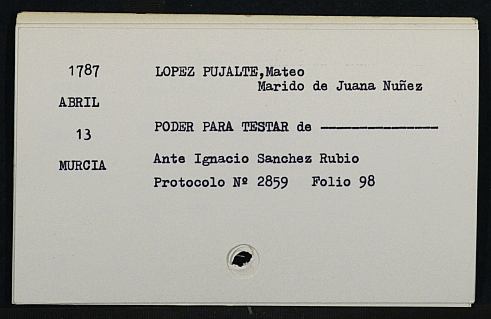 1787 LOPEZ PUJALTE,Mateo
Marido de Juana Nuñez
ABRIL
13 PODER PARA TESTAR de ---------------
MURCIA Ante Ignacio Sanchez Rubio
Protocolo Nº 2859 Folio 98